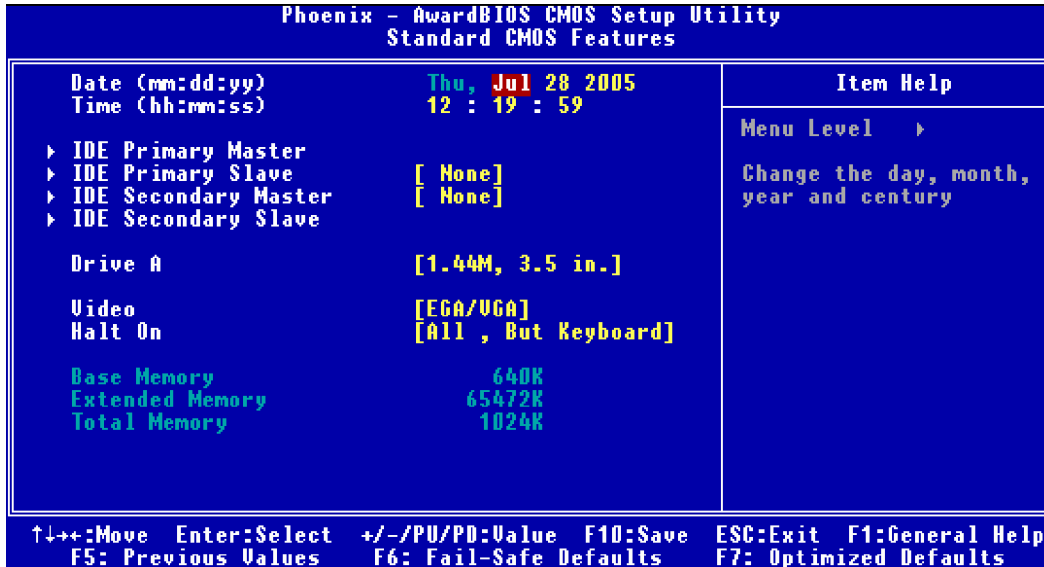 Phoenix - AwardBIOS CMOS Setup Utility
Standard CMOS Features
Date (mm:dd:yy) Thu, Jul 28 2005
Time (hh:mm:ss) 12 : 19 : 59
▸ IDE Primary Master
▸ IDE Primary Slave [ None]
▸ IDE Secondary Master [ None]
▸ IDE Secondary Slave
Drive A [1.44M, 3.5 in.]
Video [EGA/VGA]
Halt On [All , But Keyboard]
Base Memory 640K
Extended Memory 65472K
Total Memory 1024K
Item Help
Menu Level ▸
Change the day, month,
year and century
↑↓→←:Move Enter:Select +/-/PU/PD:Value F10:Save ESC:Exit F1:General Help
F5: Previous Values F6: Fail-Safe Defaults F7: Optimized Defaults